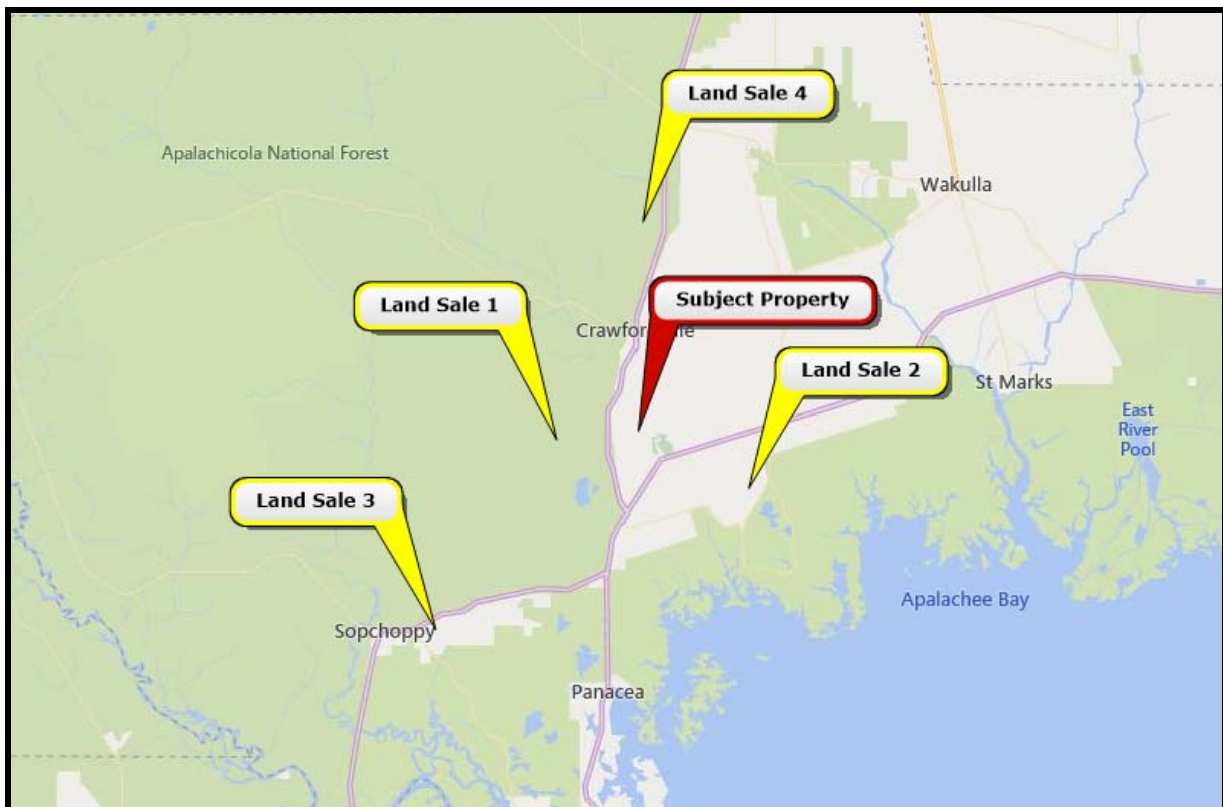 Land Sale 4
Apalachicola National Forest
Wakulla
Land Sale 1
Subject Property
Land Sale 2
St Marks
East
River
Pool
Land Sale 3
Apalachee Bay
Sopchoppy
Panacea